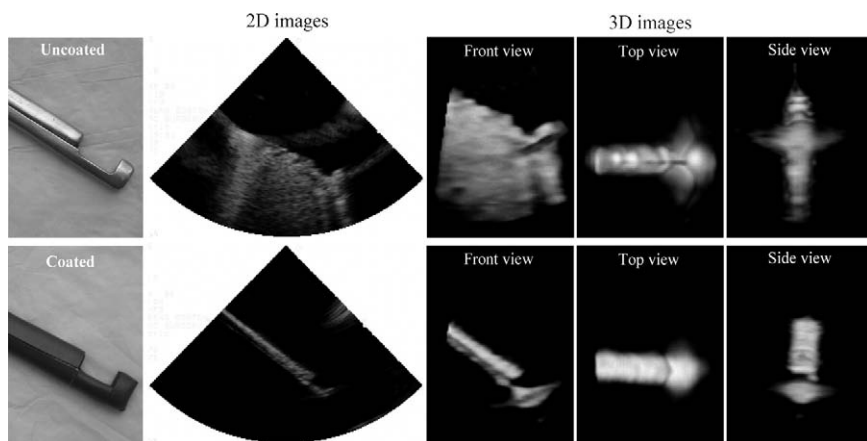 2D images
3D images
Uncoated
Front view
Top view
Side view
Coated
Front view
Top view
Side view